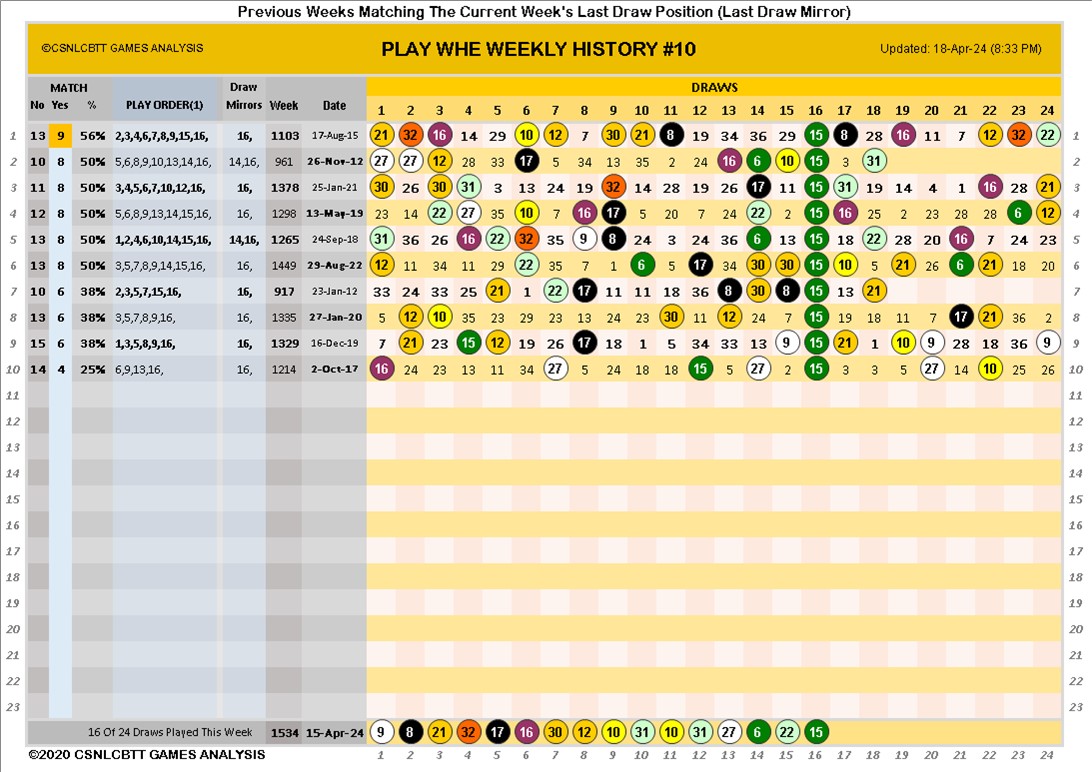 Previous Weeks Matching The Current Week's Last Draw Position (Last Draw Mirror)
©CSNLCBTT GAMES ANALYSIS PLAY WHE WEEKLY HISTORY #10 Updated: 18-Apr-24 (8:33 PM)
MATCH Draw DRAWS
No Yes % PLAY ORDER(1) Mirrors Week Date 1 2 3 4 5 6 7 8 9 10 11 12 13 14 15 16 17 18 19 20 21 22 23 24
1 13 9 56% 2,3,4,6,7,8,9,15,16, 16, 1103 17-Aug-15 21 32 16 14 29 10 12 7 30 21 8 19 34 36 29 15 8 28 19 11 7 12 32 22 1
2 10 8 50% 5,6,8,9,10,13,14,16, 14,16, 961 26-Nov-12 27 27 12 28 33 17 5 34 13 35 2 24 16 6 10 15 3 31 2
3 11 8 50% 3,4,5,6,7,10,12,16, 16, 1378 25-Jan-21 30 26 30 31 3 13 24 19 32 14 28 19 26 17 11 15 31 19 14 4 1 16 28 21 3
4 12 8 50% 5,6,8,9,13,14,15,16, 16, 1298 13-May-19 23 14 22 27 35 10 7 16 17 5 20 7 24 22 2 15 16 25 2 23 28 28 6 12 4
5 13 8 50% 1,2,4,6,10,14,15,16, 14,16, 1265 24-Sep-18 31 36 26 16 22 32 35 9 8 24 3 24 36 6 13 15 18 22 28 20 16 7 24 23 5
6 13 8 50% 3,5,7,8,9,14,15,16, 16, 1449 29-Aug-22 12 11 34 11 29 22 35 7 1 6 12 17 34 30 30 15 10 5 21 26 6 21 18 20 6
7 10 6 38% 2,3,5,7,15,16, 16, 917 23-Jan-12 33 24 33 25 21 1 22 17 11 11 18 36 8 30 8 15 13 21 7
8 13 6 38% 3,5,7,8,9,16, 16, 1335 27-Jan-20 5 12 10 35 23 29 23 28 23 11 30 11 12 24 7 15 19 18 11 7 17 21 36 2 8
9 15 6 38% 1,3,5,8,9,16, 16, 1329 16-Dec-19 7 21 23 15 12 19 26 17 18 1 5 34 33 13 9 15 21 1 10 9 28 18 36 9 9
10 14 4 25% 6,9,13,16, 16, 1214 2-Oct-17 16 24 23 13 11 34 27 5 24 18 18 15 5 27 2 15 3 3 5 27 14 10 25 26 10
11 11
12 12
13 13
14 14
15 15
16 16
17 17
18 18
19 19
20 20
21 21
22 22
23 23
16 Of 24 Draws Played This Week 1534 15-Apr-24 9 8 21 32 17 16 30 12 10 31 10 31 27 6 22 15
©2020 CSNLCBTT GAMES ANALYSIS 1 2 3 4 5 6 7 8 9 10 11 12 13 14 15 16 17 18 19 20 21 22 23 24